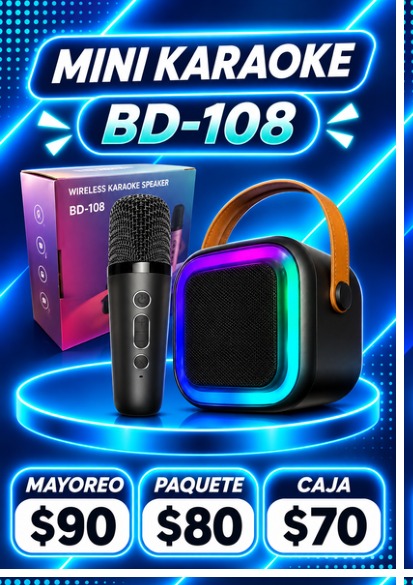 MINI KARAOKE
BD-108
WIRELESS KARAOKE SPEAKER
BD-108
MAYOREO
$90
PAQUETE
$80
CAJA
$70